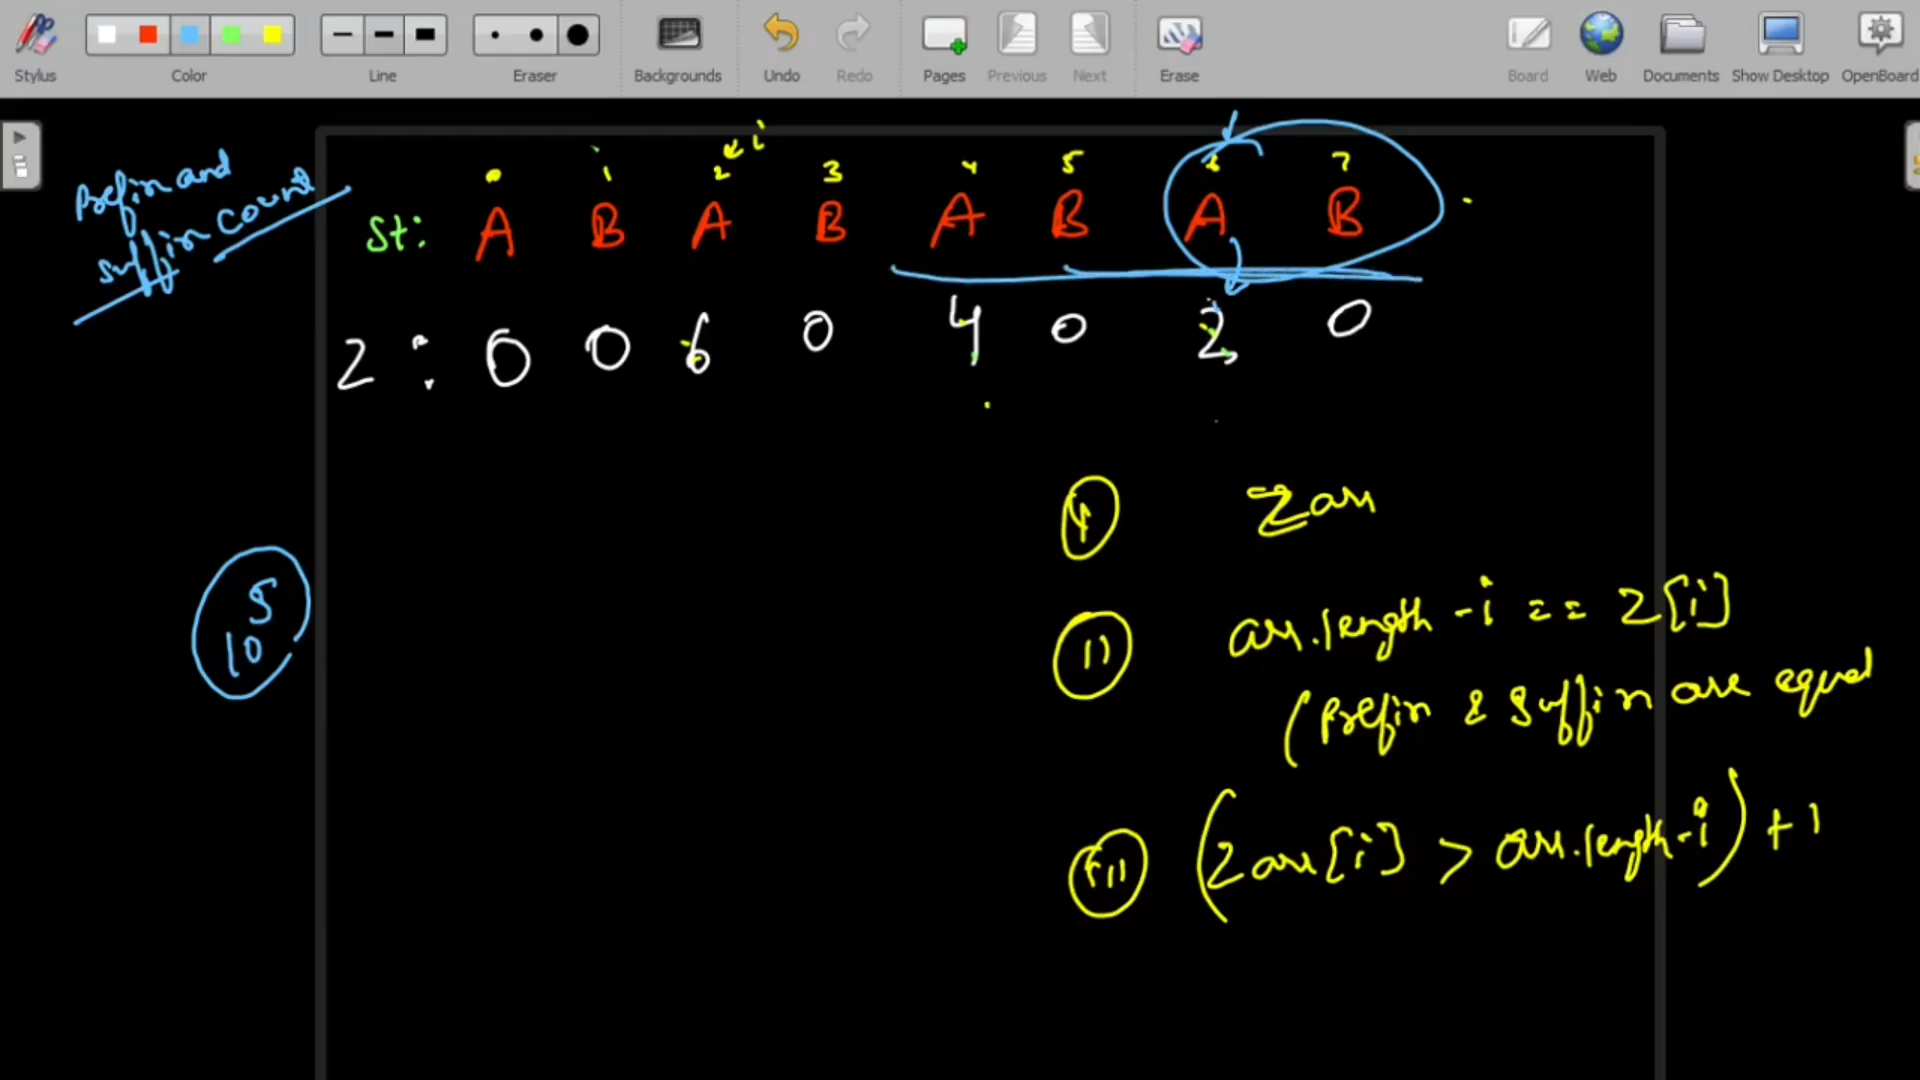 Stylus Color Line Eraser Backgrounds Undo Redo Pages Previous Next Erase Board Web Documents Show Desktop OpenBoard
Prefix and
suffix count
0 1 2 i 3 4 5 6 7
St: A B A B A B A B
Z : 0 0 6 0 4 0 2 0
I Z arr
5
10
II arr.length - i == Z[i]
(Prefix & Suffix are equal
III (Zarr[i] > arr.length - i) + 1